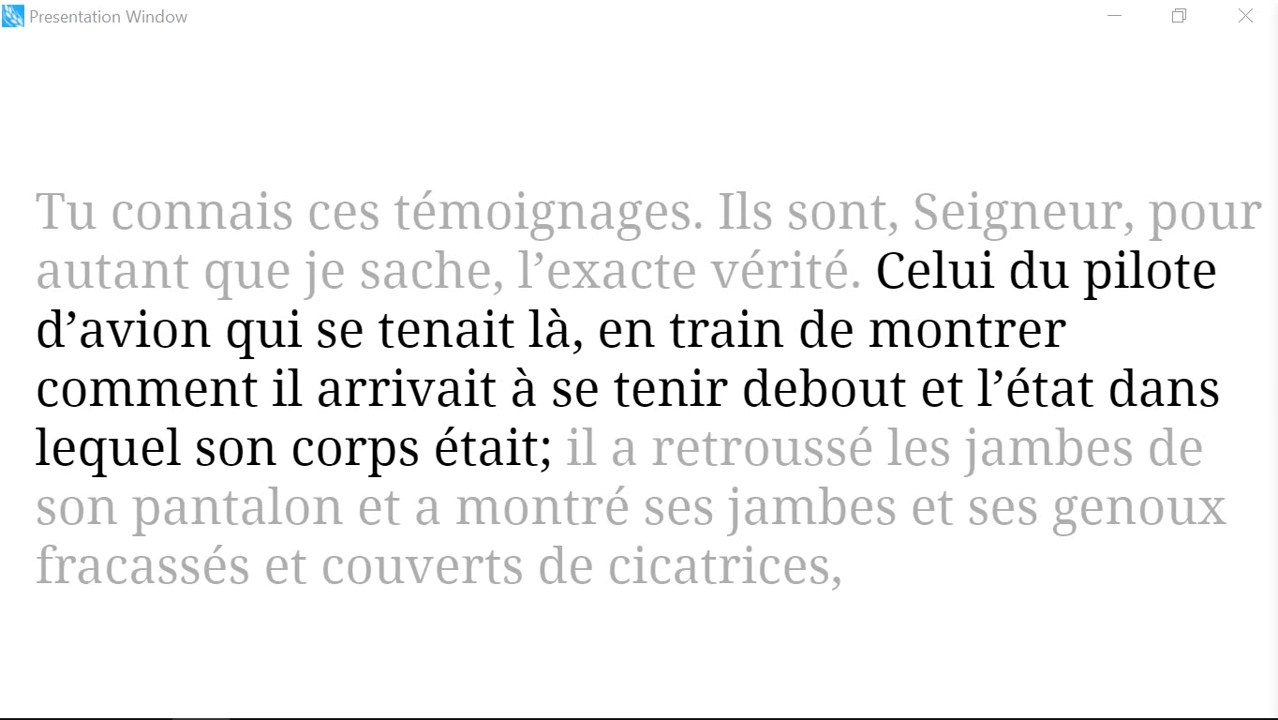 Presentation Window
Tu connais ces témoignages. Ils sont, Seigneur, pour
autant que je sache, l’exacte vérité. Celui du pilote
d’avion qui se tenait là, en train de montrer
comment il arrivait à se tenir debout et l’état dans
lequel son corps était; il a retroussé les jambes de
son pantalon et a montré ses jambes et ses genoux
fracassés et couverts de cicatrices,